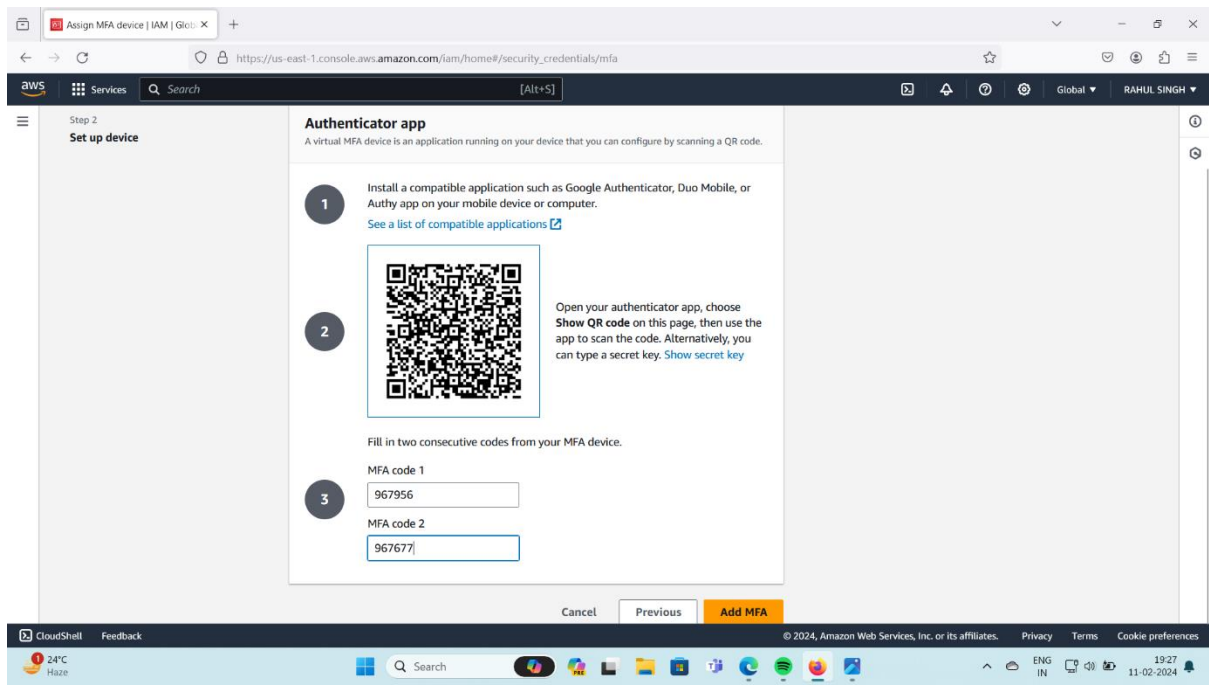 Assign MFA device | IAM | Glob
https://us-east-1.console.aws.amazon.com/iam/home#/security_credentials/mfa
aws Services Search [Alt+S] Global RAHUL SINGH
Step 2
Set up device
Authenticator app
A virtual MFA device is an application running on your device that you can configure by scanning a QR code.
1
Install a compatible application such as Google Authenticator, Duo Mobile, or
Authy app on your mobile device or computer.
See a list of compatible applications
2
Open your authenticator app, choose
Show QR code on this page, then use the
app to scan the code. Alternatively, you
can type a secret key. Show secret key
Fill in two consecutive codes from your MFA device.
3
MFA code 1
967956
MFA code 2
967677
Cancel Previous Add MFA
CloudShell Feedback © 2024, Amazon Web Services, Inc. or its affiliates. Privacy Terms Cookie preferences
1 24°C
Haze
Search
PRE
ENG
IN
19:27
11-02-2024